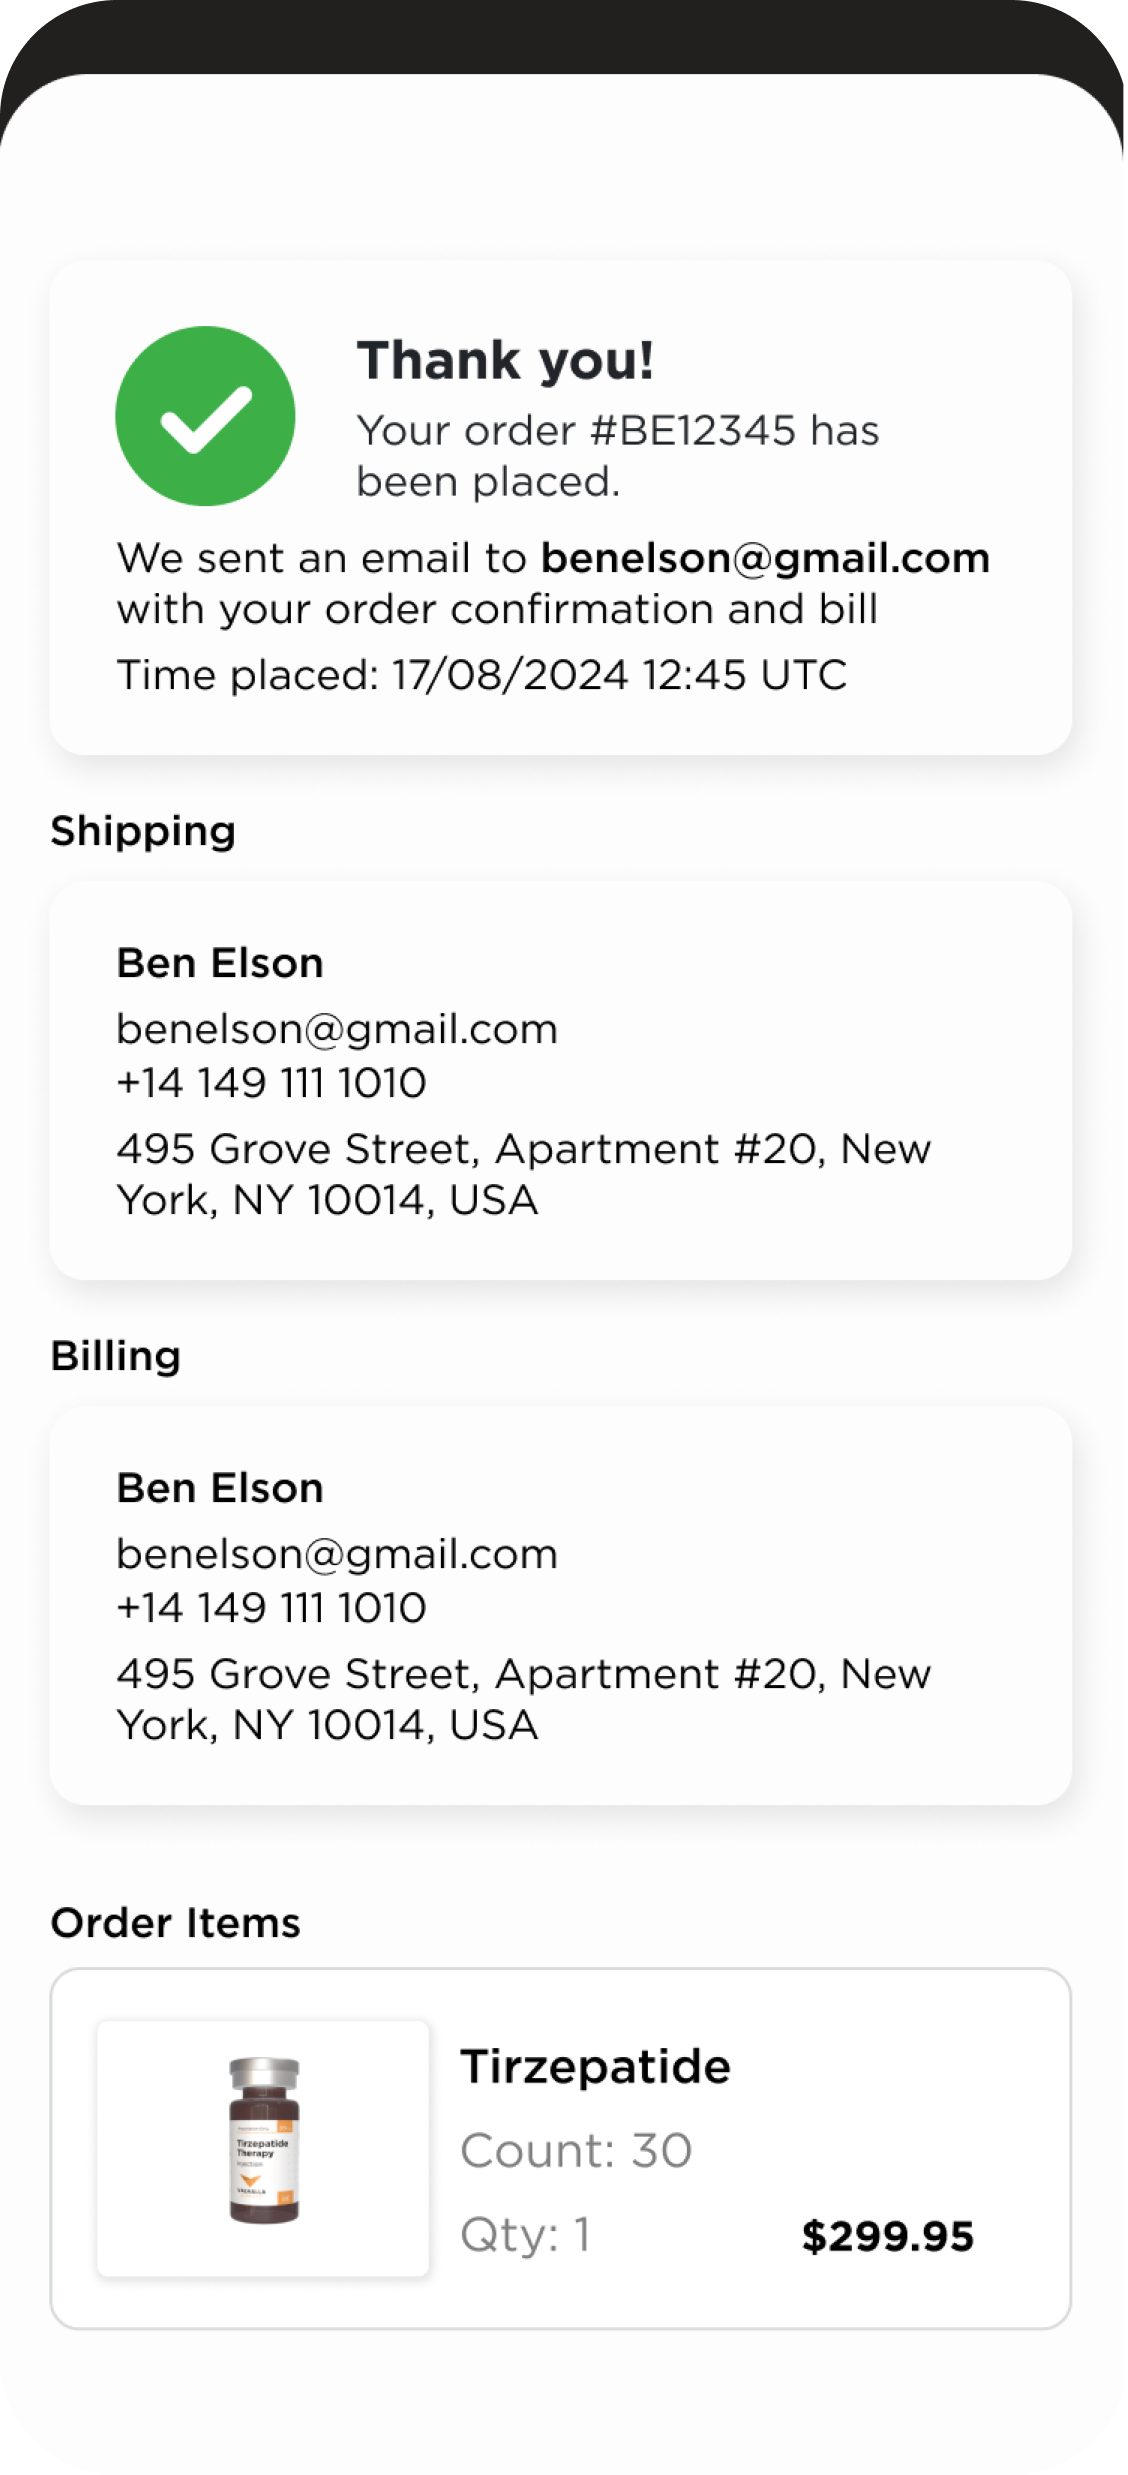 Thank you!
Your order #BE12345 has
been placed.
We sent an email to benelson@gmail.com
with your order confirmation and bill
Time placed: 17/08/2024 12:45 UTC
Shipping
Ben Elson
benelson@gmail.com
+14 149 111 1010
495 Grove Street, Apartment #20, New
York, NY 10014, USA
Billing
Ben Elson
benelson@gmail.com
+14 149 111 1010
495 Grove Street, Apartment #20, New
York, NY 10014, USA
Order Items
Tirzepatide
Therapy
Injection
Tirzepatide
Count: 30
Qty: 1
$299.95